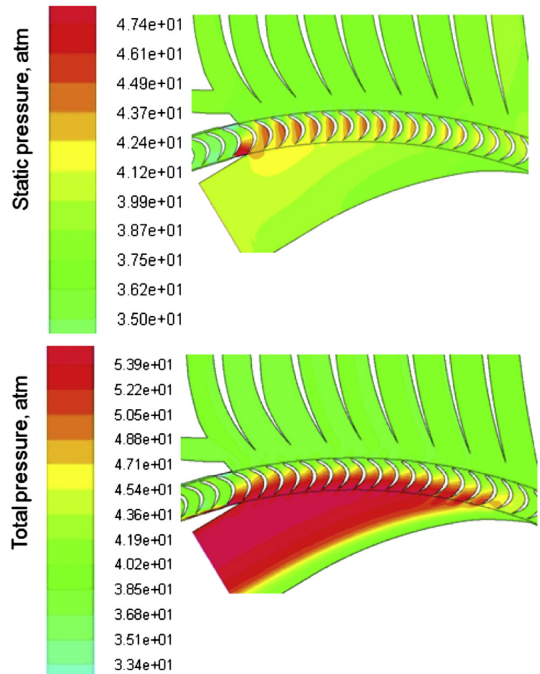 Static pressure, atm
4.74e+01
4.61e+01
4.49e+01
4.37e+01
4.24e+01
4.12e+01
3.99e+01
3.87e+01
3.75e+01
3.62e+01
3.50e+01
Total pressure, atm
5.39e+01
5.22e+01
5.05e+01
4.88e+01
4.71e+01
4.54e+01
4.36e+01
4.19e+01
4.02e+01
3.85e+01
3.68e+01
3.51e+01
3.34e+01